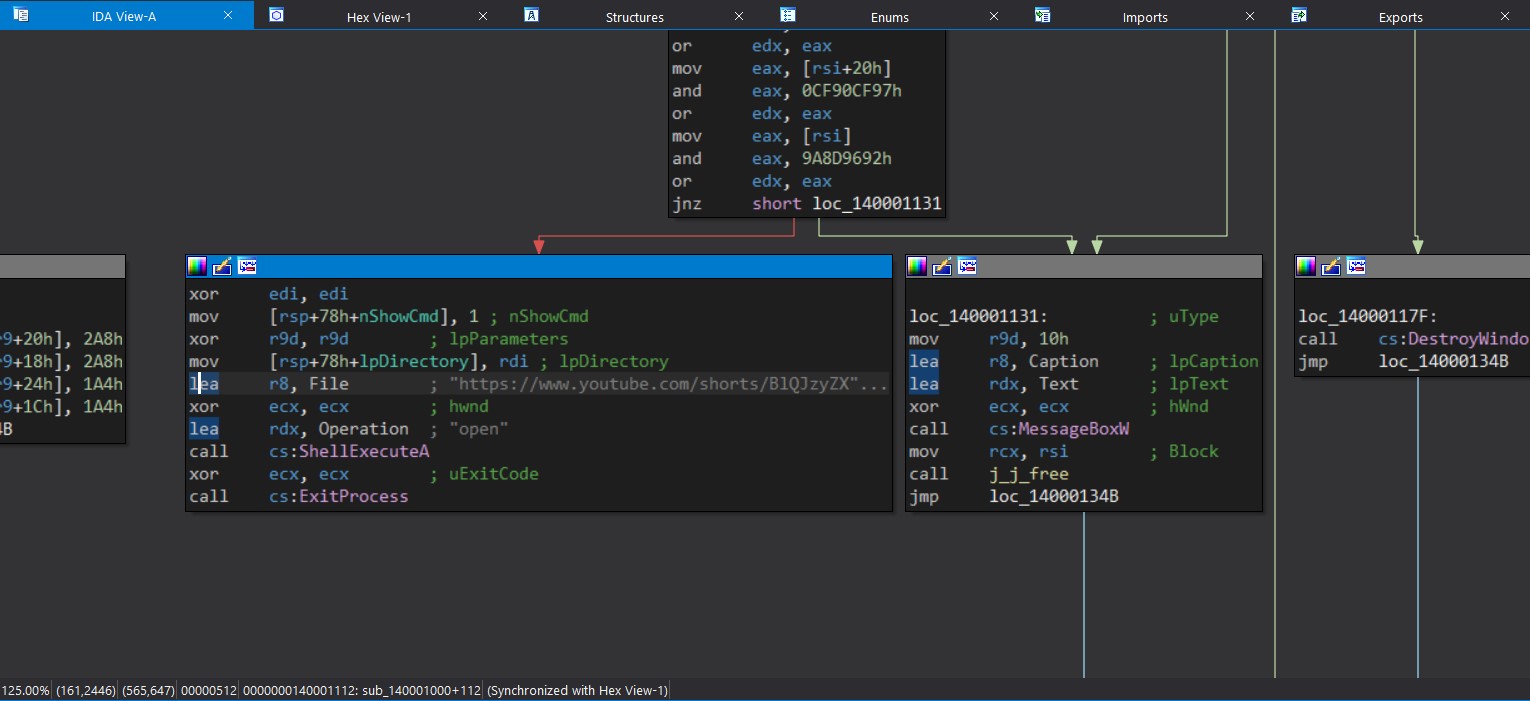 IDA View-A
Hex View-1
Structures
Enums
Imports
Exports
or edx, eax
mov eax, [rsi+20h]
and eax, 0CF90CF97h
or edx, eax
mov eax, [rsi]
and eax, 9A8D9692h
or edx, eax
jnz short loc_140001131
9+20h], 2A8h
9+18h], 2A8h
9+24h], 1A4h
9+1Ch], 1A4h
xor edi, edi
mov [rsp+78h+nShowCmd], 1 ; nShowCmd
xor r9d, r9d ; lpParameters
mov [rsp+78h+lpDirectory], rdi ; lpDirectory
lea r8, File ; "https://www.youtube.com/shorts/BlQJzyZX"...
xor ecx, ecx ; hwnd
lea rdx, Operation ; "open"
call cs:ShellExecuteA
xor ecx, ecx ; uExitCode
call cs:ExitProcess
loc_140001131: ; uType
mov r9d, 10h
lea r8, Caption ; lpCaption
lea rdx, Text ; lpText
xor ecx, ecx ; hWnd
call cs:MessageBoxW
mov rcx, rsi ; Block
call j_j_free
jmp loc_14000134B
loc_14000117F:
call cs:DestroyWindo
jmp loc_14000134B
125.00% (161,2446) (565,647) 00000512 0000000140001112: sub_140001000+112 (Synchronized with Hex View-1)